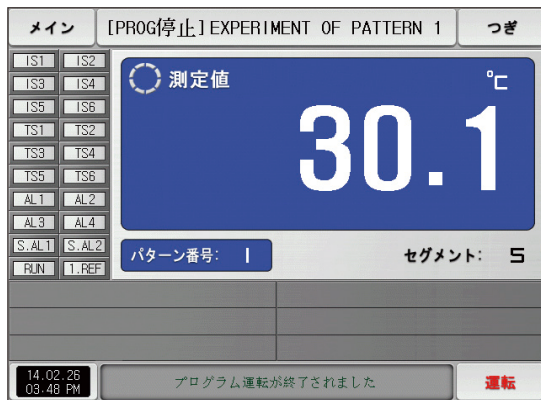 メイン [PROG停止]EXPERIMENT OF PATTERN 1 つぎ
IS1 IS2
IS3 IS4
IS5 IS6
TS1 TS2
TS3 TS4
TS5 TS6
AL1 AL2
AL3 AL4
S.AL1 S.AL2
RUN 1.REF
測定値 ℃
30.1
パターン番号: 1 セグメント: 5
14.02.26
03.48 PM
プログラム運転が終了されました 運転